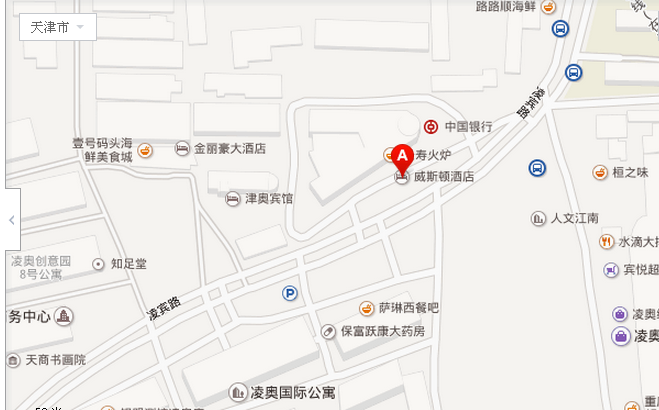 路路顺海鲜
天津市
凌宾路
中国银行
壹号码头海
鲜美食城
金丽豪大酒店
寿火炉
A
威斯顿酒店
桓之味
津奥宾馆
人文江南
水滴大
凌奥创意园
8号公寓
知足堂
宾悦超
凌宾路
P
萨琳西餐吧
务中心
保富跃康大药房
凌奥
凌奥
天商书画院
凌奥国际公寓